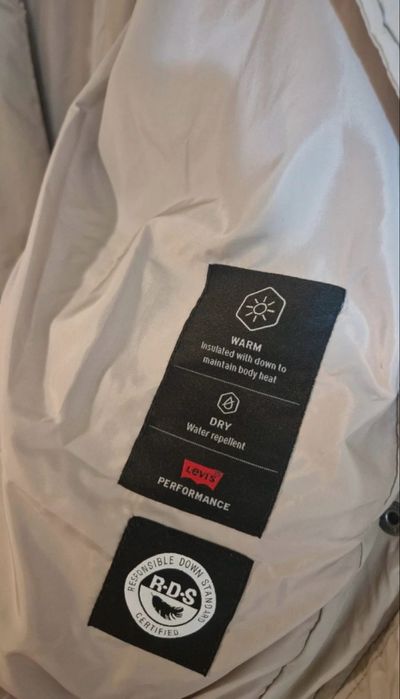 WARM
Insulated with down to
maintain body heat
DRY
Water repellent
Levi's
PERFORMANCE
RESPONSIBLE DOWN STANDARD
R·D·S
CERTIFIED